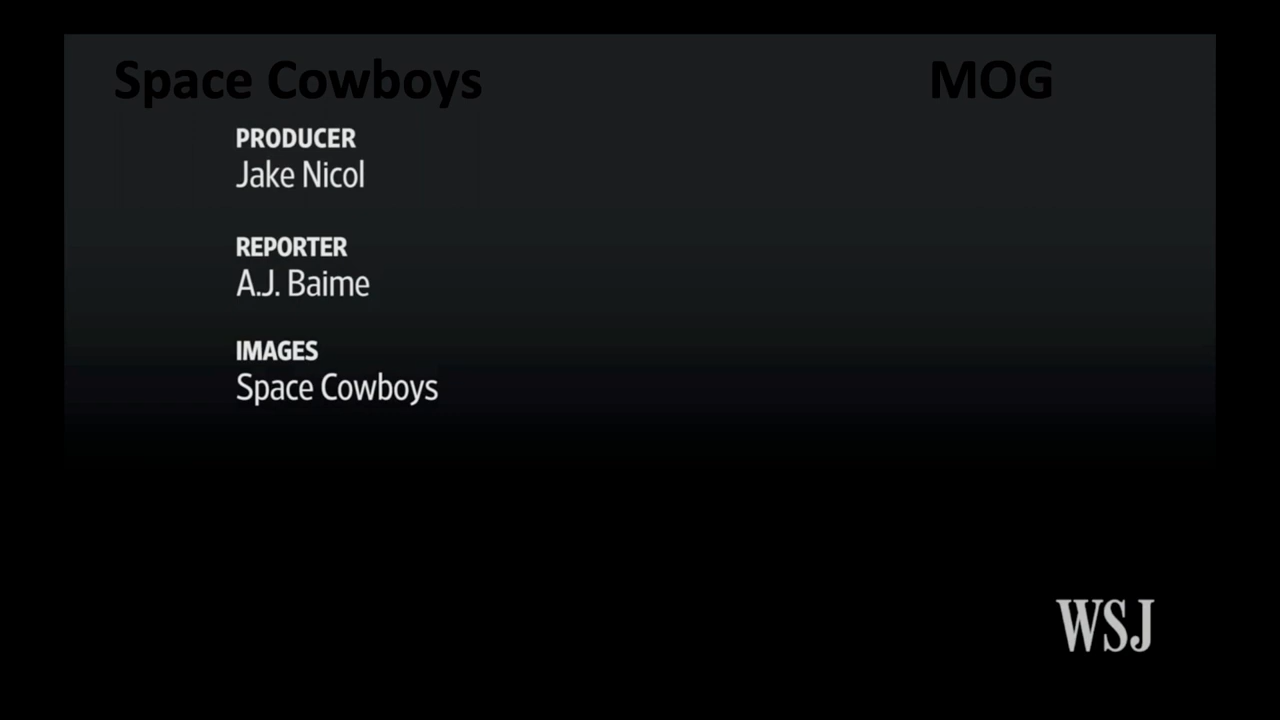 Space Cowboys MOG
PRODUCER
Jake Nicol
REPORTER
A.J. Baime
IMAGES
Space Cowboys
WSJ